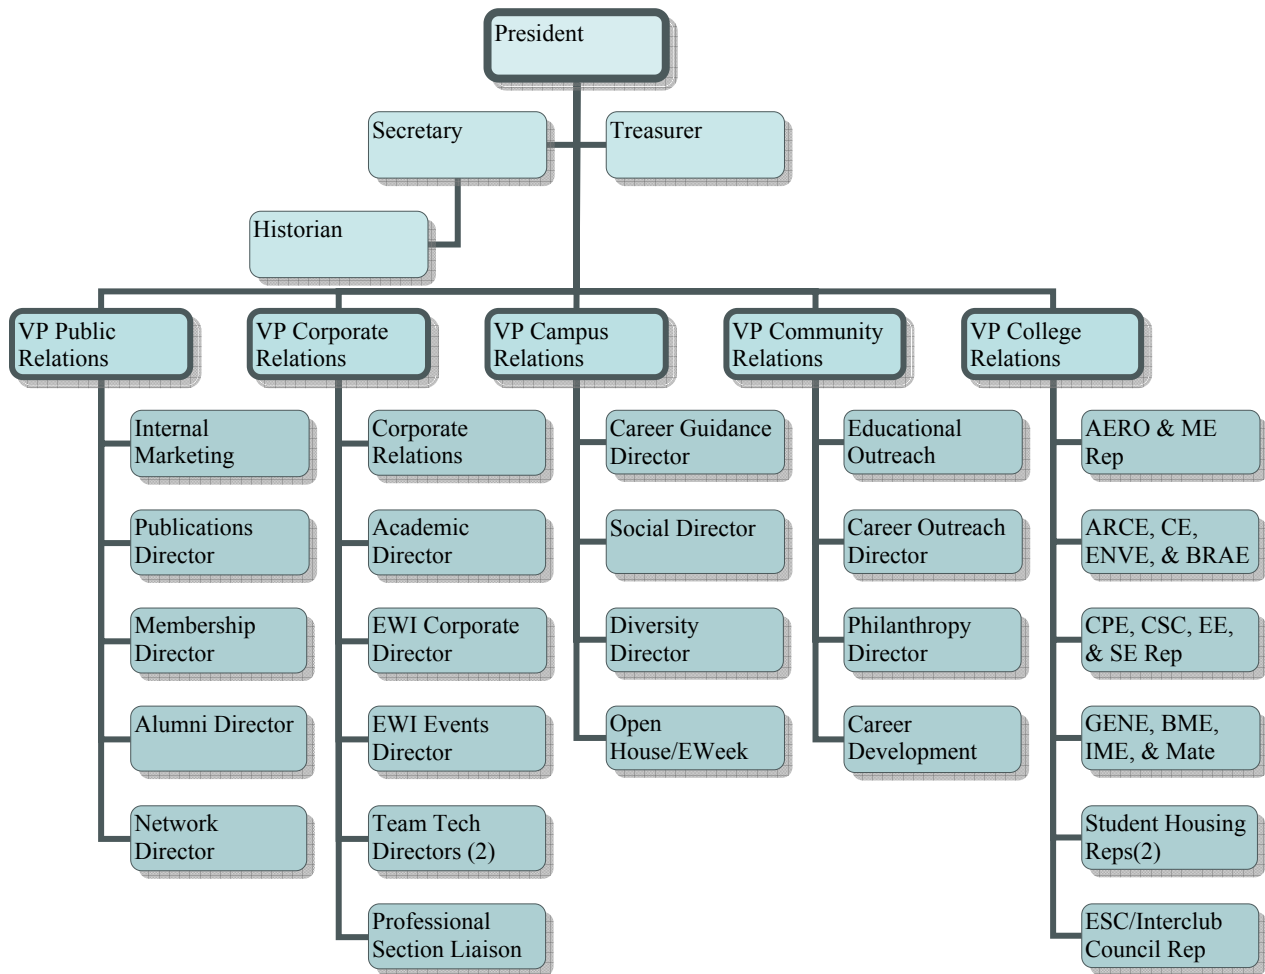 President
Secretary
Treasurer
Historian
VP Public
Relations
VP Corporate
Relations
VP Campus
Relations
VP Community
Relations
VP College
Relations
Internal
Marketing
Publications
Director
Membership
Director
Alumni Director
Network
Director
Corporate
Relations
Academic
Director
EWI Corporate
Director
EWI Events
Director
Team Tech
Directors (2)
Professional
Section Liaison
Career Guidance
Director
Social Director
Diversity
Director
Open
House/EWeek
Educational
Outreach
Career Outreach
Director
Philanthropy
Director
Career
Development
AERO & ME
Rep
ARCE, CE,
ENVE, & BRAE
CPE, CSC, EE,
& SE Rep
GENE, BME,
IME, & Mate
Student Housing
Reps(2)
ESC/Interclub
Council Rep